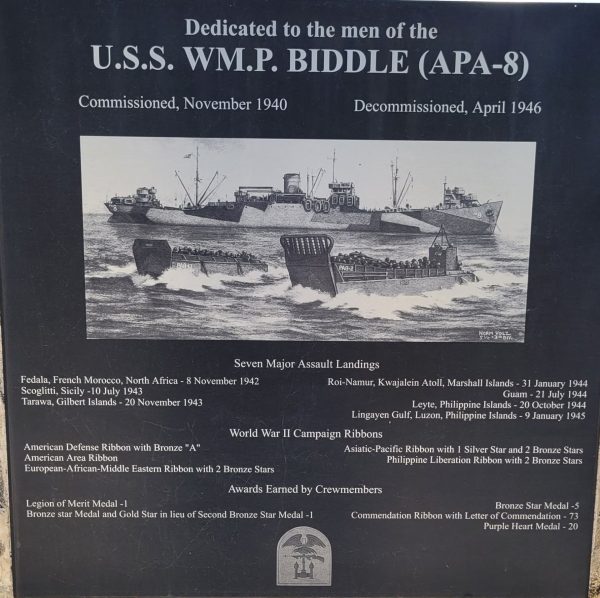 Dedicated to the men of the
U.S.S. WM.P. BIDDLE (APA-8)
Commissioned, November 1940
Decommissioned, April 1946
Seven Major Assault Landings
Fedala, French Morocco, North Africa - 8 November 1942
Scoglitti, Sicily -10 July 1943
Tarawa, Gilbert Islands - 20 November 1943
Roi-Namur, Kwajalein Atoll, Marshall Islands - 31 January 1944
Guam - 21 July 1944
Leyte, Philippine Islands - 20 October 1944
Lingayen Gulf, Luzon, Philippine Islands - 9 January 1945
World War II Campaign Ribbons
American Defense Ribbon with Bronze "A"
American Area Ribbon
European-African-Middle Eastern Ribbon with 2 Bronze Stars
Asiatic-Pacific Ribbon with 1 Silver Star and 2 Bronze Stars
Philippine Liberation Ribbon with 2 Bronze Stars
Awards Earned by Crewmembers
Legion of Merit Medal -1
Bronze star Medal and Gold Star in lieu of Second Bronze Star Medal -1
Bronze Star Medal -5
Commendation Ribbon with Letter of Commendation - 73
Purple Heart Medal - 20